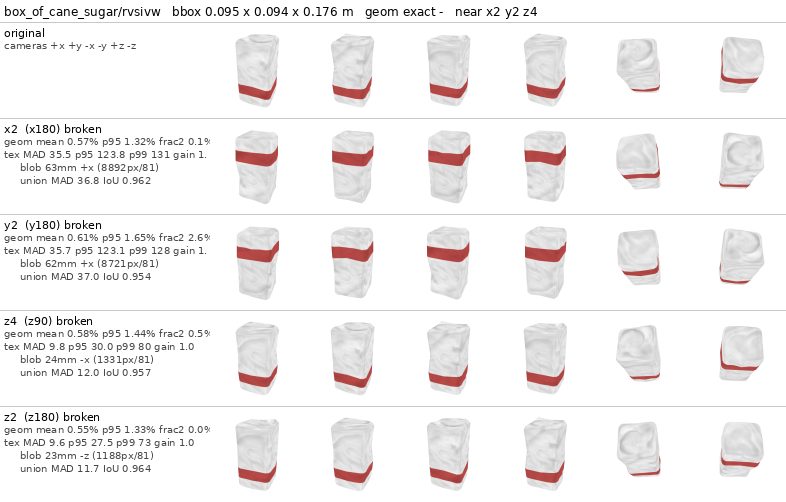 box_of_cane_sugar/rvsivw bbox 0.095 x 0.094 x 0.176 m geom exact - near x2 y2 z4
original
cameras +x +y -x -y +z -z
x2 (x180) broken
geom mean 0.57% p95 1.32% frac2 0.1%
tex MAD 35.5 p95 123.8 p99 131 gain 1.
blob 63mm +x (8892px/81)
union MAD 36.8 IoU 0.962
y2 (y180) broken
geom mean 0.61% p95 1.65% frac2 2.6%
tex MAD 35.7 p95 123.1 p99 128 gain 1.
blob 62mm +x (8721px/81)
union MAD 37.0 IoU 0.954
z4 (z90) broken
geom mean 0.58% p95 1.44% frac2 0.5%
tex MAD 9.8 p95 30.0 p99 80 gain 1.0
blob 24mm -x (1331px/81)
union MAD 12.0 IoU 0.957
z2 (z180) broken
geom mean 0.55% p95 1.33% frac2 0.0%
tex MAD 9.6 p95 27.5 p99 73 gain 1.0
blob 23mm -z (1188px/81)
union MAD 11.7 IoU 0.964